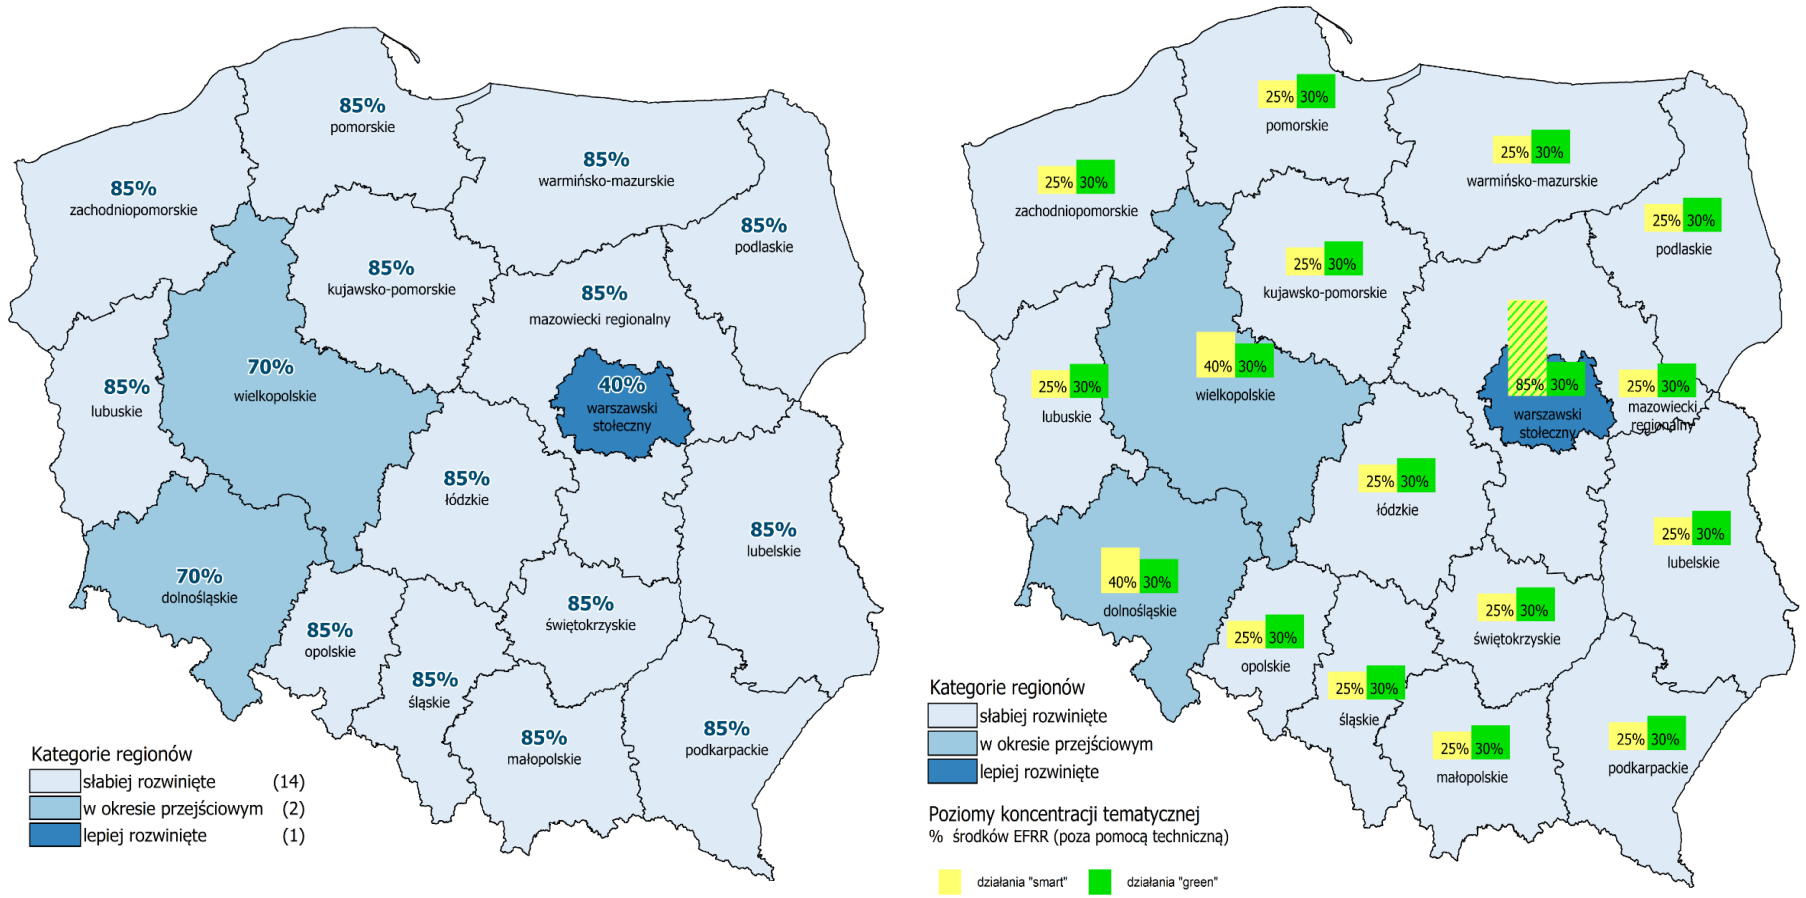 85%
pomorskie
85%
warmińsko-mazurskie
85%
zachodniopomorskie
85%
podlaskie
85%
kujawsko-pomorskie
85%
mazowiecki regionalny
70%
wielkopolskie
85%
lubuskie
40%
warszawski
stołeczny
85%
łódzkie
85%
lubelskie
70%
dolnośląskie
85%
świętokrzyskie
85%
opolskie
85%
śląskie
85%
małopolskie
85%
podkarpackie
Kategorie regionów
słabiej rozwinięte (14)
w okresie przejściowym (2)
lepiej rozwinięte (1)
25% 30%
pomorskie
25% 30%
warmińsko-mazurskie
25% 30%
zachodniopomorskie
25% 30%
podlaskie
25% 30%
kujawsko-pomorskie
40% 30%
wielkopolskie
25% 30%
lubuskie
85% 30%
warszawski
stołeczny
25% 30%
mazowiecki
regionalny
25% 30%
łódzkie
25% 30%
lubelskie
40% 30%
dolnośląskie
25% 30%
świętokrzyskie
25% 30%
opolskie
25% 30%
śląskie
25% 30%
małopolskie
25% 30%
podkarpackie
Kategorie regionów
słabiej rozwinięte
w okresie przejściowym
lepiej rozwinięte
Poziomy koncentracji tematycznej
% środków EFRR (poza pomocą techniczną)
działania "smart" działania "green"